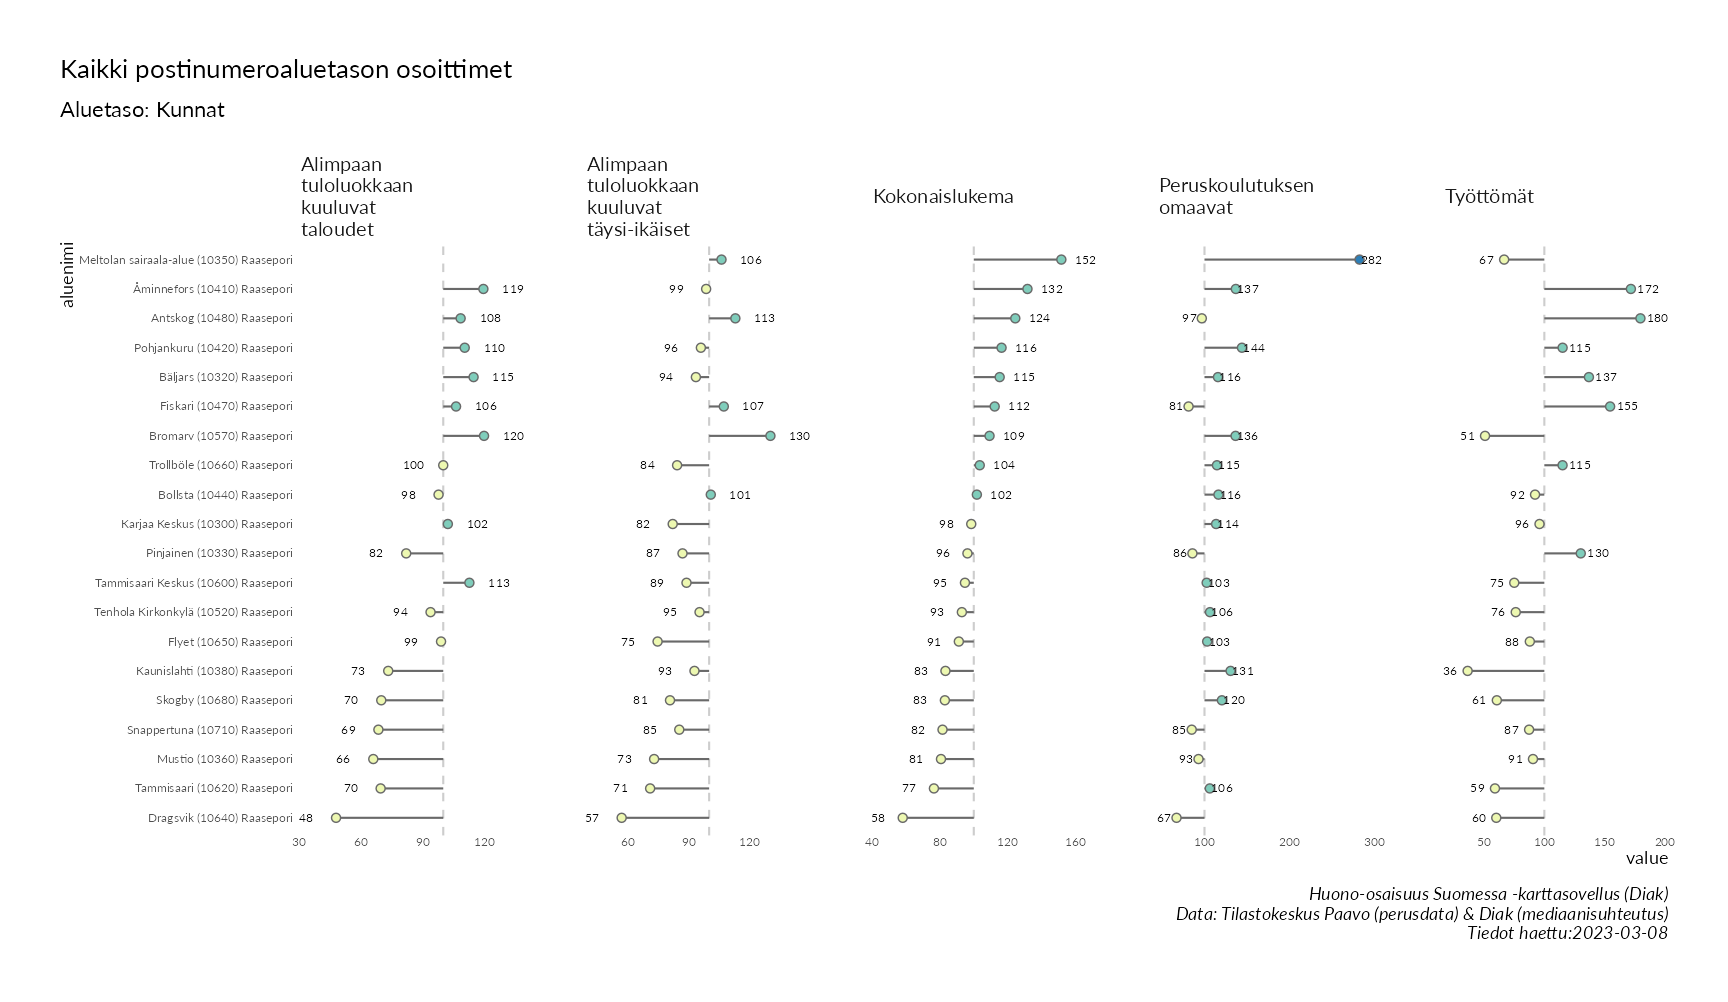 Kaikki postinumeroaluetason osoittimet
Aluetaso: Kunnat
Alimpaan
tuloluokkaan
kuuluvat
taloudet
Alimpaan
tuloluokkaan
kuuluvat
täysi-ikäiset
Kokonaislukema
Peruskoulutuksen
omaavat
Työttömät
aluenimi
Meltolan sairaala-alue (10350) Raasepori 106 152 282 67
Åminnefors (10410) Raasepori 119 99 132 137 172
Antskog (10480) Raasepori 108 113 124 97 180
Pohjankuru (10420) Raasepori 110 96 116 144 115
Bäljars (10320) Raasepori 115 94 115 116 137
Fiskari (10470) Raasepori 106 107 112 81 155
Bromarv (10570) Raasepori 120 130 109 136 51
Trollböle (10660) Raasepori 100 84 104 115 115
Bollsta (10440) Raasepori 98 101 102 116 92
Karjaa Keskus (10300) Raasepori 102 82 98 114 96
Pinjainen (10330) Raasepori 82 87 96 86 130
Tammisaari Keskus (10600) Raasepori 113 89 95 103 75
Tenhola Kirkonkylä (10520) Raasepori 94 95 93 106 76
Flyet (10650) Raasepori 99 75 91 103 88
Kaunislahti (10380) Raasepori 73 93 83 131 36
Skogby (10680) Raasepori 70 81 83 120 61
Snappertuna (10710) Raasepori 69 85 82 85 87
Mustio (10360) Raasepori 66 73 81 93 91
Tammisaari (10620) Raasepori 70 71 77 106 59
Dragsvik (10640) Raasepori 48 57 58 67 60
30 60 90 120 60 90 120 40 80 120 160 100 200 300 50 100 150 200
value
Huono-osaisuus Suomessa -karttasovellus (Diak)
Data: Tilastokeskus Paavo (perusdata) & Diak (mediaanisuhteutus)
Tiedot haettu:2023-03-08